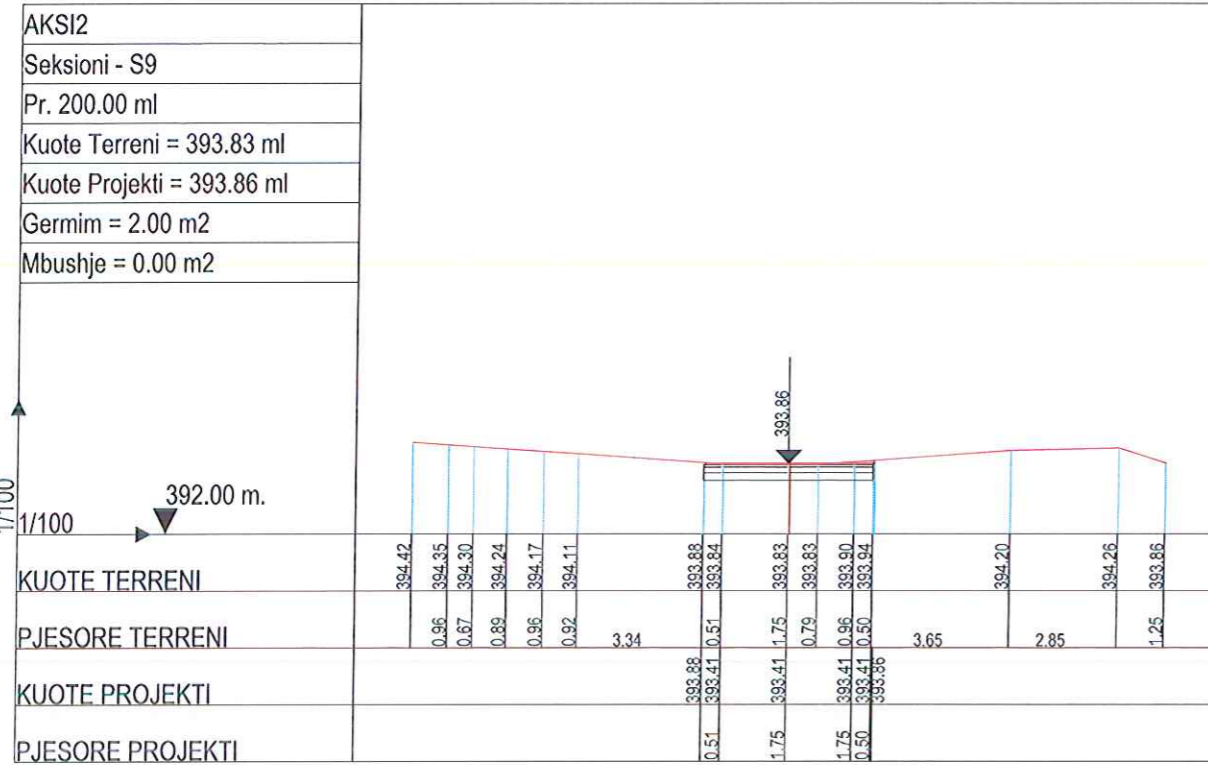 AKSI2
Seksioni - S9
Pr. 200.00 ml
Kuote Terreni = 393.83 ml
Kuote Projekti = 393.86 ml
Germim = 2.00 m2
Mbushje = 0.00 m2
393.86
392.00 m.
1/100
1/100
KUOTE TERRENI 394.42 394.35 394.30 394.24 394.17 394.11 393.88 393.84 393.83 393.83 393.90 393.94 394.20 394.26 393.86
PJESORE TERRENI 0.96 0.67 0.89 0.96 0.92 3.34 0.51 1.75 0.79 0.96 0.50 3.65 2.85 1.25
KUOTE PROJEKTI 393.88 393.41 393.41 393.41 393.41 393.86
PJESORE PROJEKTI 0.51 1.75 1.75 0.50